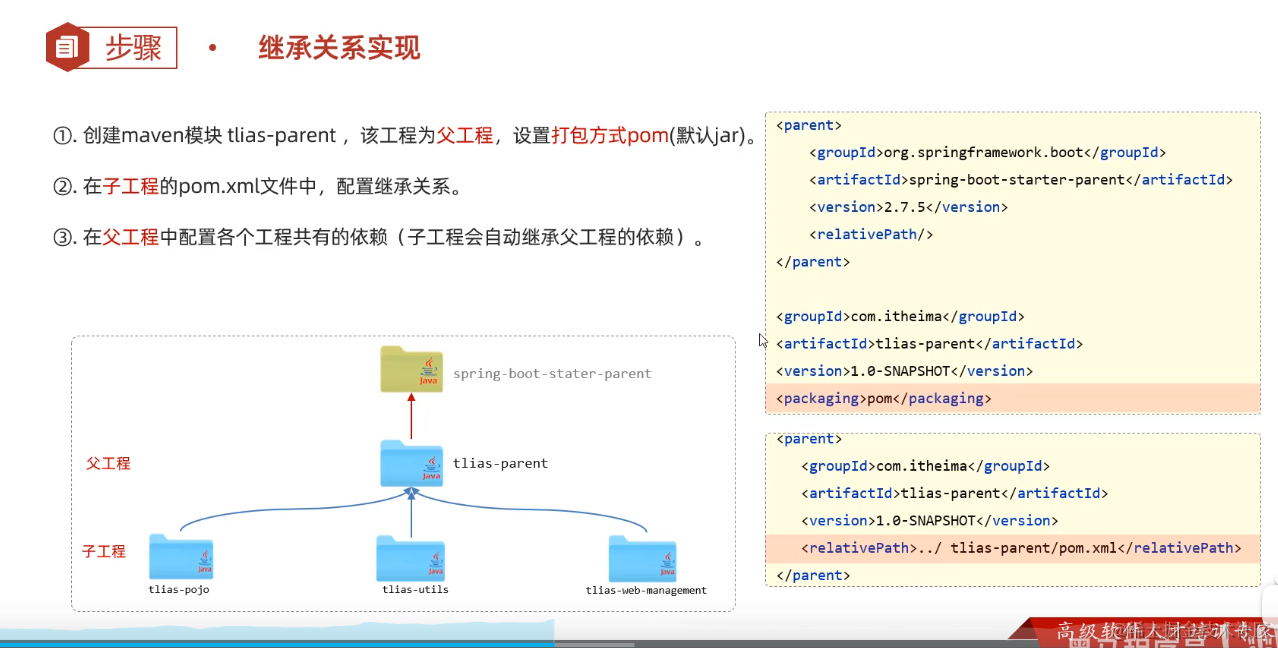 步骤 • 继承关系实现
①. 创建maven模块 tlias-parent ，该工程为父工程，设置打包方式pom(默认jar)。
②. 在子工程的pom.xml文件中，配置继承关系。
③. 在父工程中配置各个工程共有的依赖（子工程会自动继承父工程的依赖）。
spring-boot-stater-parent
父工程
tlias-parent
子工程
tlias-pojo
tlias-utils
tlias-web-management
<parent>
<groupId>org.springframework.boot</groupId>
<artifactId>spring-boot-starter-parent</artifactId>
<version>2.7.5</version>
<relativePath/>
</parent>
<groupId>com.itheima</groupId>
<artifactId>tlias-parent</artifactId>
<version>1.0-SNAPSHOT</version>
<packaging>pom</packaging>
<parent>
<groupId>com.itheima</groupId>
<artifactId>tlias-parent</artifactId>
<version>1.0-SNAPSHOT</version>
<relativePath>../ tlias-parent/pom.xml</relativePath>
</parent>
高级软件人才培训专家